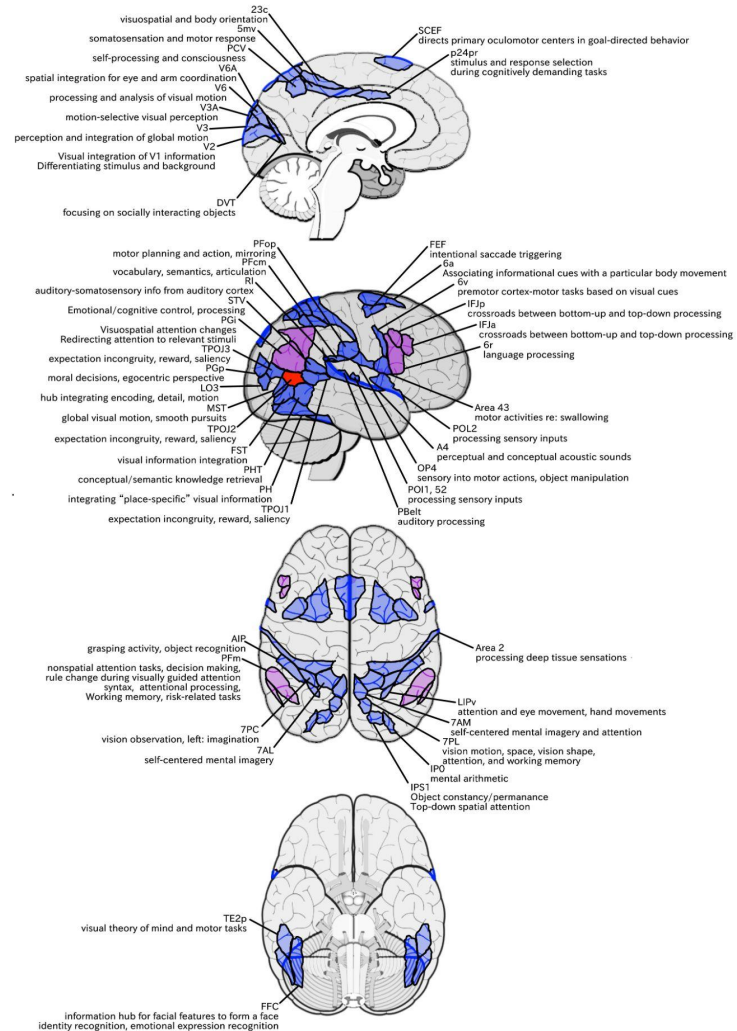 23c
visuospatial and body orientation
5mv
somatosensation and motor response
PCV
self-processing and consciousness
V6A
spatial integration for eye and arm coordination
V6
processing and analysis of visual motion
V3A
motion-selective visual perception
V3
perception and integration of global motion
V2
Visual integration of V1 information
Differentiating stimulus and background
DVT
focusing on socially interacting objects
SCEF
directs primary oculomotor centers in goal-directed behavior
p24pr
stimulus and response selection
during cognitively demanding tasks
PFop
motor planning and action, mirroring
PFcm
vocabulary, semantics, articulation
RI
auditory-somatosensory info from auditory cortex
STV
Emotional/cognitive control, processing
PGi
Visuospatial attention changes
Redirecting attention to relevant stimuli
TPOJ3
expectation incongruity, reward, saliency
PGp
moral decisions, egocentric perspective
LO3
hub integrating encoding, detail, motion
MST
global visual motion, smooth pursuits
TPOJ2
expectation incongruity, reward, saliency
FST
visual information integration
PHT
conceptual/semantic knowledge retrieval
PH
integrating “place-specific” visual information
TPOJ1
expectation incongruity, reward, saliency
FEF
intentional saccade triggering
6a
Associating informational cues with a particular body movement
6v
premotor cortex-motor tasks based on visual cues
IFJp
crossroads between bottom-up and top-down processing
IFJa
crossroads between bottom-up and top-down processing
6r
language processing
Area 43
motor activities re: swallowing
POL2
processing sensory inputs
A4
perceptual and conceptual acoustic sounds
OP4
sensory into motor actions, object manipulation
POI1, 52
processing sensory inputs
PBelt
auditory processing
AIP
grasping activity, object recognition
PFm
nonspatial attention tasks, decision making,
rule change during visually guided attention
syntax, attentional processing,
Working memory, risk-related tasks
7PC
vision observation, left: imagination
7AL
self-centered mental imagery
Area 2
processing deep tissue sensations
LIPv
attention and eye movement, hand movements
7AM
self-centered mental imagery and attention
7PL
vision motion, space, vision shape,
attention, and working memory
IP0
mental arithmetic
IPS1
Object constancy/permanance
Top-down spatial attention
TE2p
visual theory of mind and motor tasks
FFC
information hub for facial features to form a face
identity recognition, emotional expression recognition